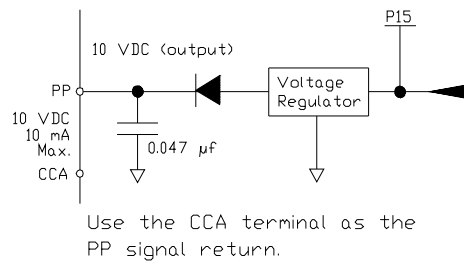 P15
10 VDC (output)
PP
Voltage
Regulator
10 VDC
10 mA
Max.
0.047 µf
CCA
Use the CCA terminal as the
PP signal return.